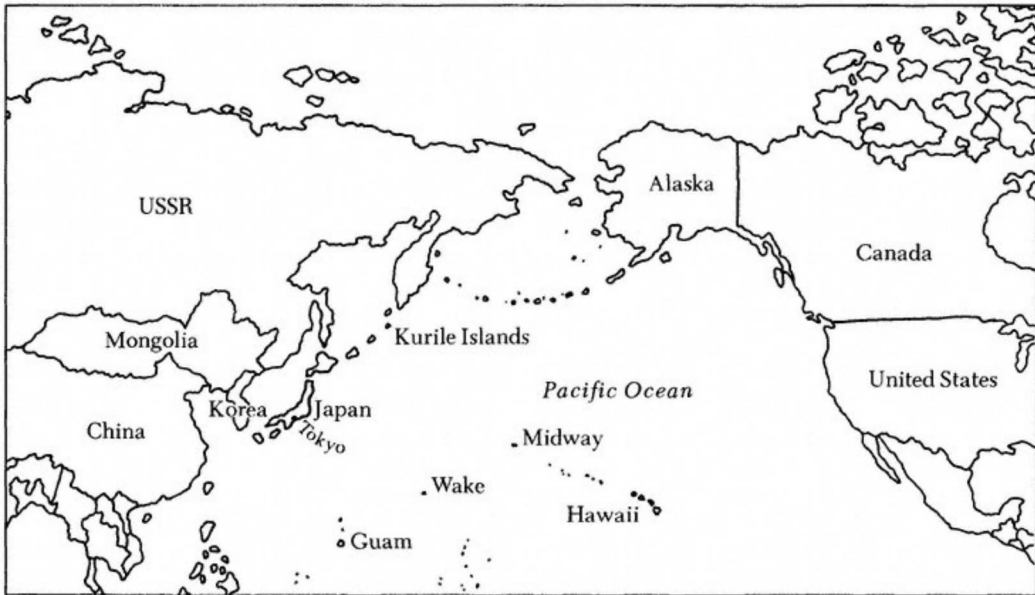 Alaska
USSR
Canada
Mongolia
Kurile Islands
United States
Pacific Ocean
Korea
Japan
China
Tokyo
Midway
Wake
Hawaii
Guam